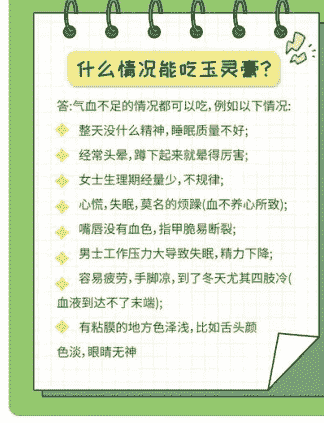 什么情况能吃玉灵膏?
答:气血不足的情况都可以吃,例如以下情况:
整天没什么精神,睡眠质量不好;
经常头晕,蹲下起来就晕得厉害;
女士生理期经量少,不规律;
心慌,失眠,莫名的烦躁(血不养心所致);
嘴唇没有血色,指甲脆易断裂;
男士工作压力大导致失眠,精力下降;
容易疲劳,手脚凉,到了冬天尤其四肢冷(
血液到达不了末端);
有粘膜的地方色泽浅,比如舌头颜
色淡,眼睛无神